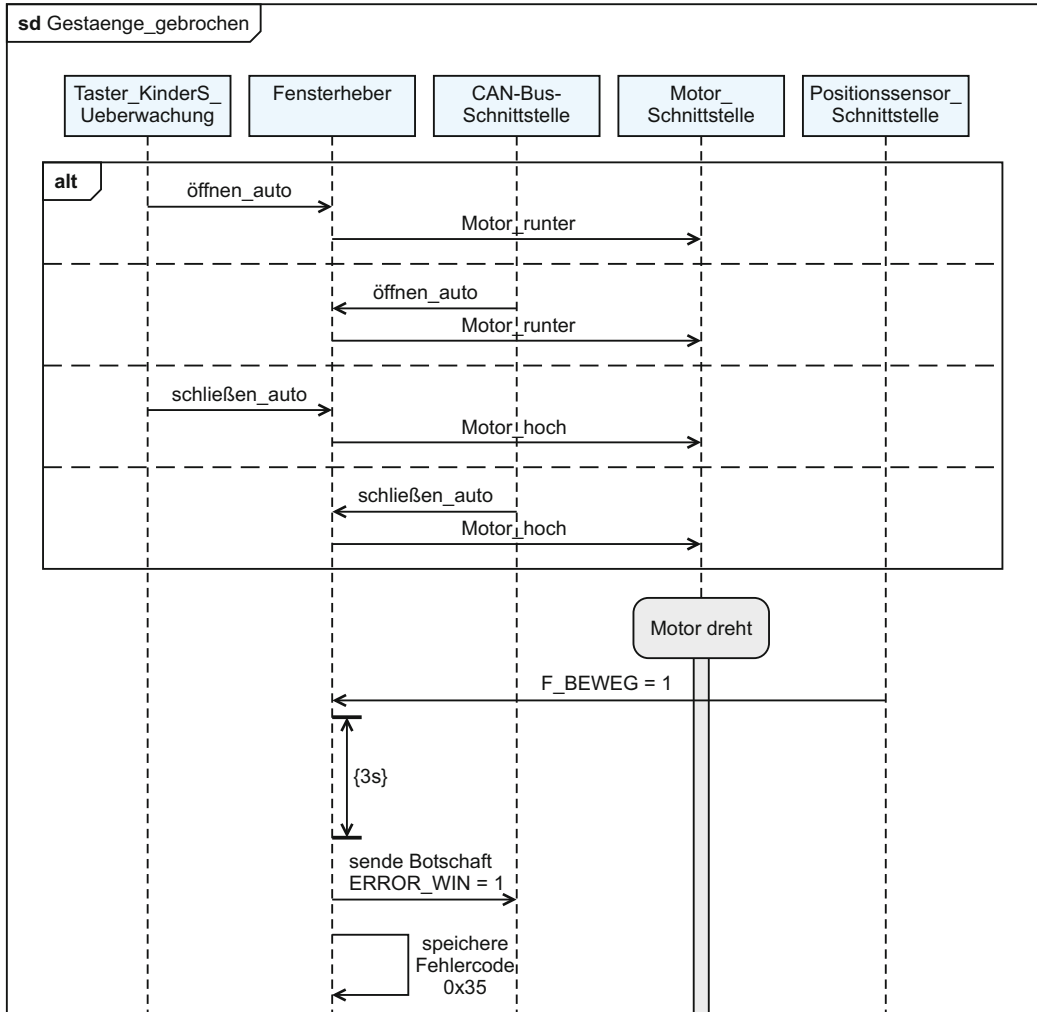 sd Gestaenge_gebrochen
Taster_KinderS_
Ueberwachung
Fensterheber
CAN-Bus-
Schnittstelle
Motor_
Schnittstelle
Positionssensor_
Schnittstelle
alt
öffnen_auto
Motor_runter
öffnen_auto
Motor_runter
schließen_auto
Motor_hoch
schließen_auto
Motor_hoch
Motor dreht
F_BEWEG = 1
{3s}
sende Botschaft
ERROR_WIN = 1
speichere
Fehlercode
0x35